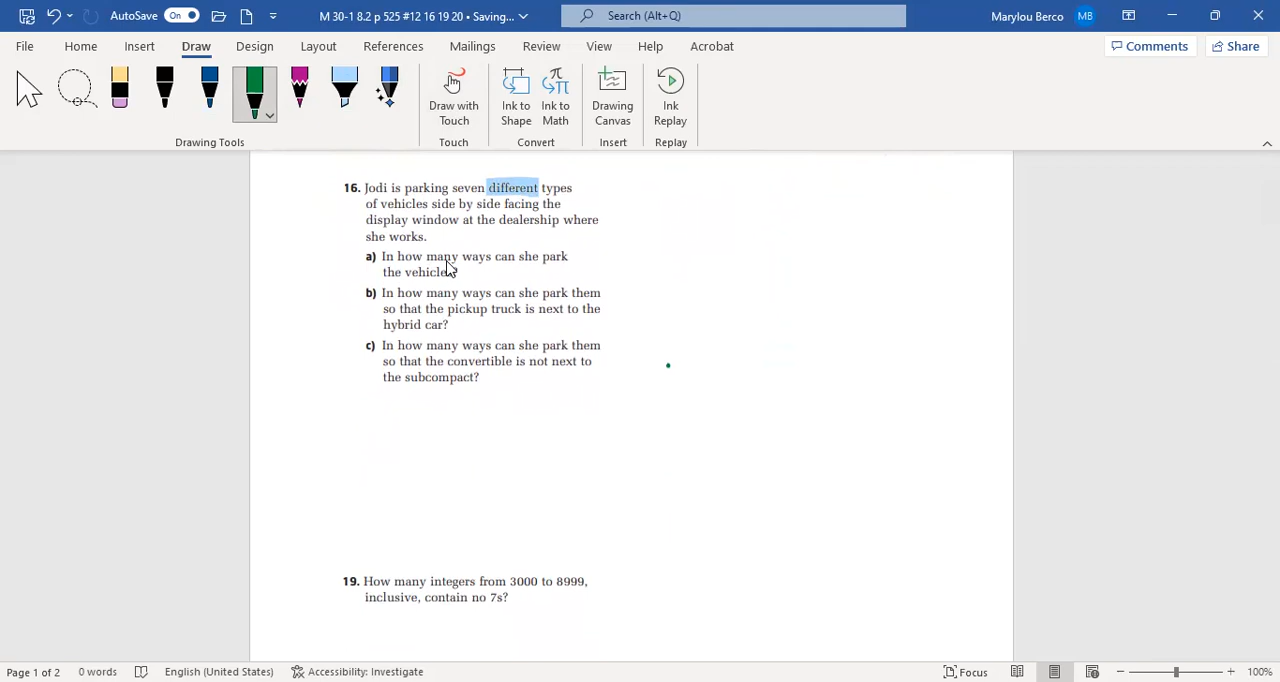 AutoSave On
M 30-1 8.2 p 525 #12 16 19 20 • Saving...
Search (Alt+Q)
Marylou Berco MB
File Home Insert Draw Design Layout References Mailings Review View Help Acrobat
Comments Share
Draw with Touch
Ink to Shape
Ink to Math
Drawing Canvas
Ink Replay
Drawing Tools Touch Convert Insert Replay
16. Jodi is parking seven different types
of vehicles side by side facing the
display window at the dealership where
she works.
a) In how many ways can she park
the vehicles?
b) In how many ways can she park them
so that the pickup truck is next to the
hybrid car?
c) In how many ways can she park them
so that the convertible is not next to
the subcompact?
19. How many integers from 3000 to 8999,
inclusive, contain no 7s?
Page 1 of 2 0 words English (United States) Accessibility: Investigate Focus 100%